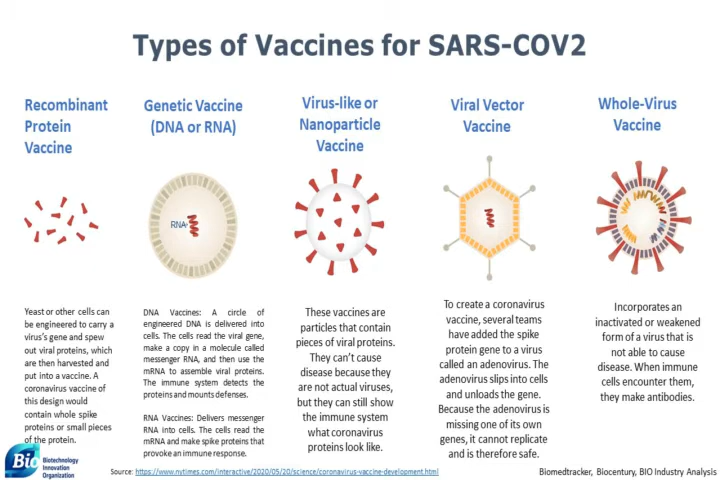 Types of Vaccines for SARS-COV2
Recombinant
Protein
Vaccine
Genetic Vaccine
(DNA or RNA)
Virus-like or
Nanoparticle
Vaccine
Viral Vector
Vaccine
Whole-Virus
Vaccine
RNA
Yeast or other cells can
be engineered to carry a
virus's gene and spew
out viral proteins, which
are then harvested and
put into a vaccine. A
coronavirus vaccine of
this design would
contain whole spike
proteins or small pieces
of the protein.
DNA Vaccines: A circle of
engineered DNA is delivered into
cells. The cells read the viral gene,
make a copy in a molecule called
messenger RNA, and then use the
mRNA to assemble viral proteins.
The immune system detects the
proteins and mounts defenses.
RNA Vaccines: Delivers messenger
RNA into cells. The cells read the
mRNA and make spike proteins that
provoke an immune response.
These vaccines are
particles that contain
pieces of viral proteins.
They can't cause
disease because they
are not actual viruses,
but they can still show
the immune system
what coronavirus
proteins look like.
To create a coronavirus
vaccine, several teams
have added the spike
protein gene to a virus
called an adenovirus. The
adenovirus slips into cells
and unloads the gene.
Because the adenovirus is
missing one of its own
genes, it cannot replicate
and is therefore safe.
Incorporates an
inactivated or weakened
form of a virus that is
not able to cause
disease. When immune
cells encounter them,
they make antibodies.
Bio
Biotechnology
Innovation
Organization
Source: https://www.nytimes.com/interactive/2020/05/20/science/coronavirus-vaccine-development.html
Biomedtracker, Biocentury, BIO Industry Analysis